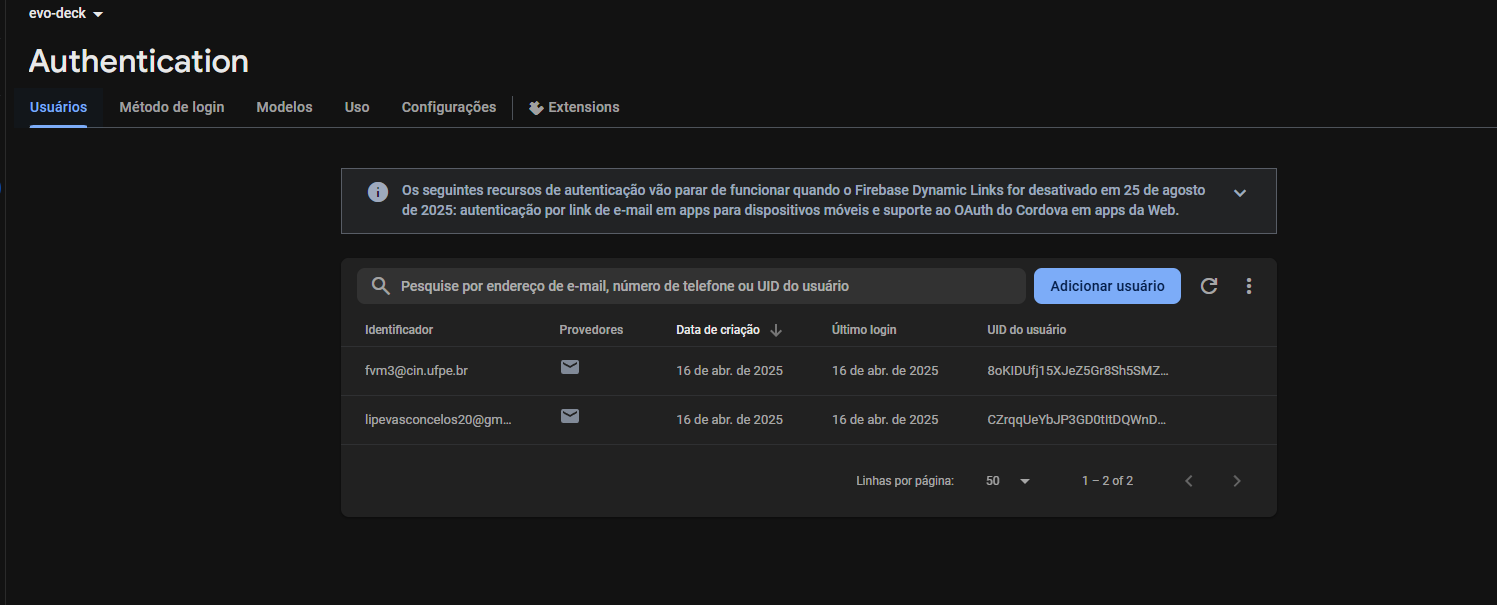 evo-deck
Authentication
Usuários Método de login Modelos Uso Configurações Extensions
Os seguintes recursos de autenticação vão parar de funcionar quando o Firebase Dynamic Links for desativado em 25 de agosto
de 2025: autenticação por link de e-mail em apps para dispositivos móveis e suporte ao OAuth do Cordova em apps da Web.
Pesquise por endereço de e-mail, número de telefone ou UID do usuário Adicionar usuário
Identificador Provedores Data de criação Último login UID do usuário
fvm3@cin.ufpe.br 16 de abr. de 2025 16 de abr. de 2025 8oKIDUfj15XJeZ5Gr8Sh5SMZ...
lipevasconcelos20@gm... 16 de abr. de 2025 16 de abr. de 2025 CZrqqUeYbJP3GD0tItDQWnD...
Linhas por página: 50 1 – 2 of 2